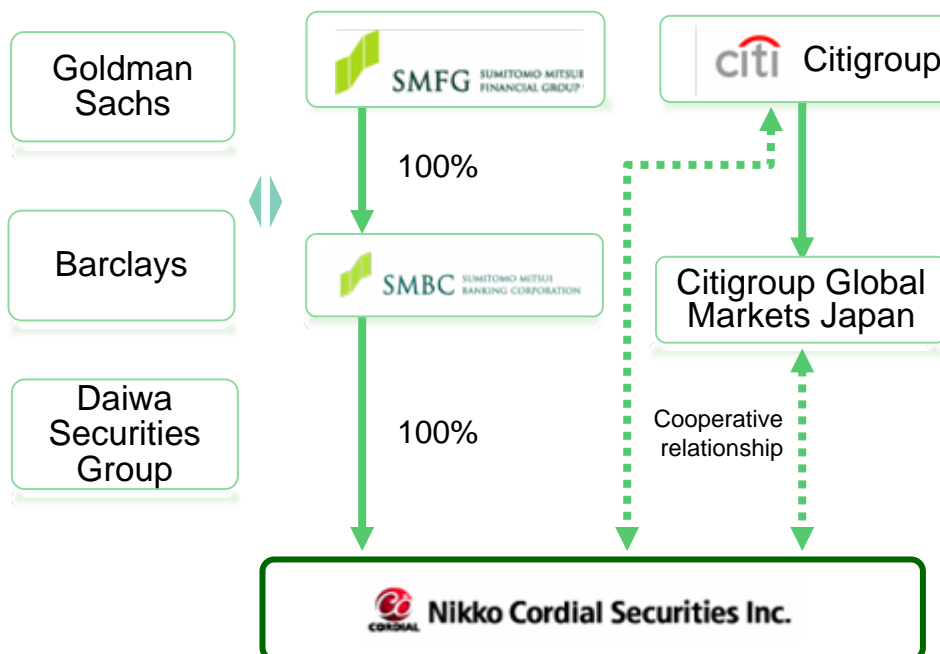 Goldman
Sachs
Barclays
Daiwa
Securities
Group
SMFG SUMITOMO MITSUI
FINANCIAL GROUP
100%
SMBC SUMITOMO MITSUI
BANKING CORPORATION
100%
citi Citigroup
Citigroup Global
Markets Japan
Cooperative
relationship
CORDIAL Nikko Cordial Securities Inc.